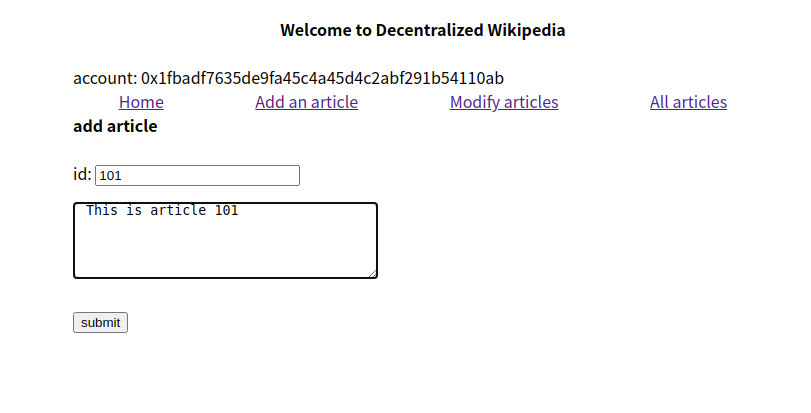 Welcome to Decentralized Wikipedia
account: 0x1fbadf7635de9fa45c4a45d4c2abf291b54110ab
Home Add an article Modify articles All articles
add article
id: 101
This is article 101
submit